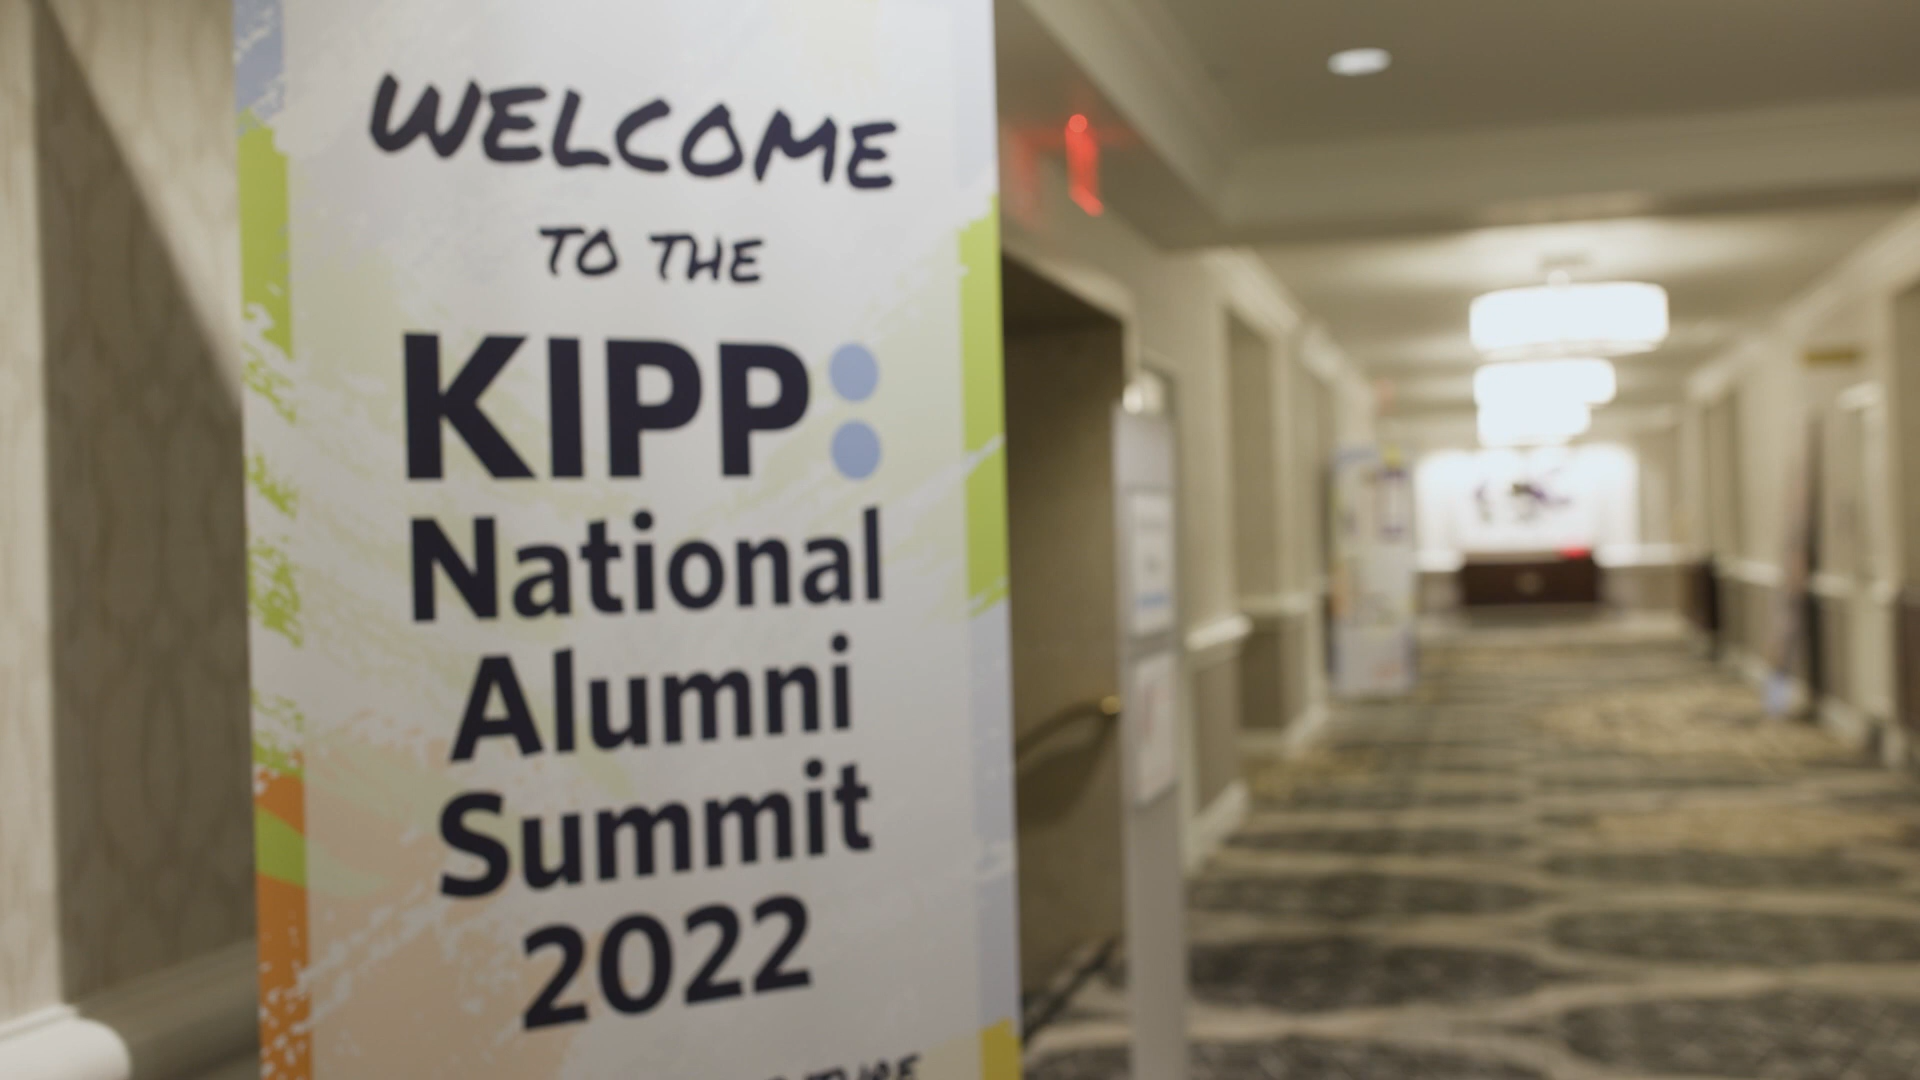 WELCOME
TO THE
KIPP:
National
Alumni
Summit
2022